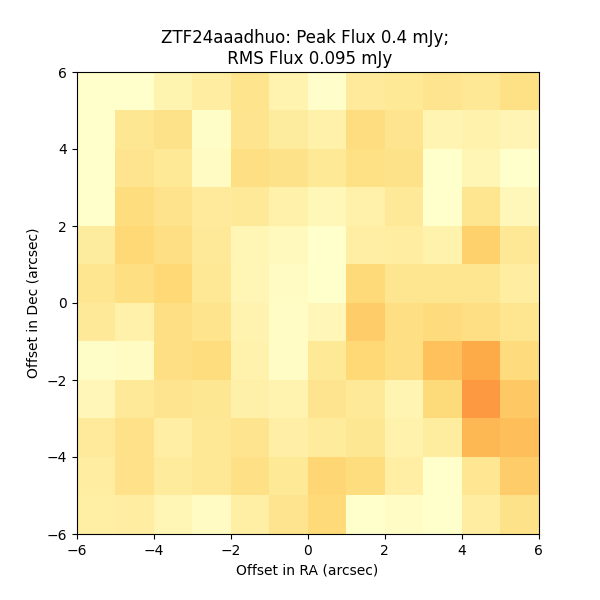 ZTF24aaadhuo: Peak Flux 0.4 mJy;
RMS Flux 0.095 mJy
6
4
2
0
−2
−4
−6
Offset in Dec (arcsec)
−6 −4 −2 0 2 4 6
Offset in RA (arcsec)